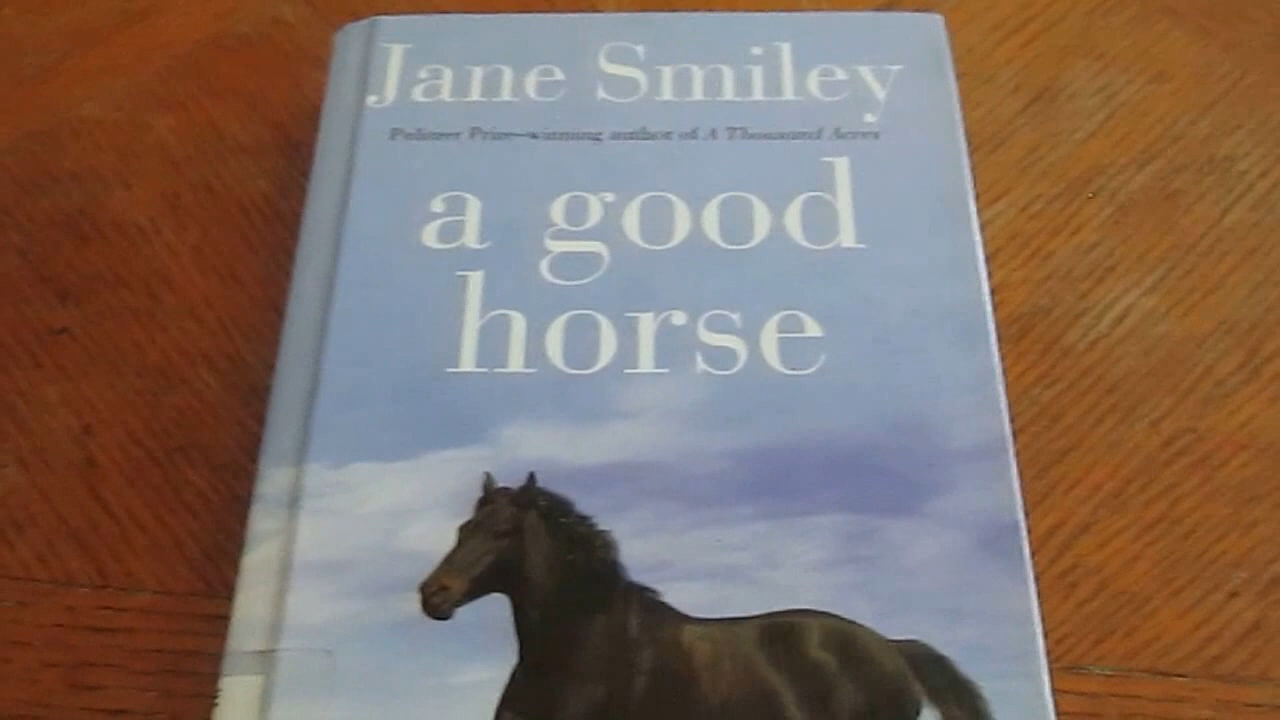 Jane Smiley
Pulitzer Prize—winning author of A Thousand Acres
a good
horse